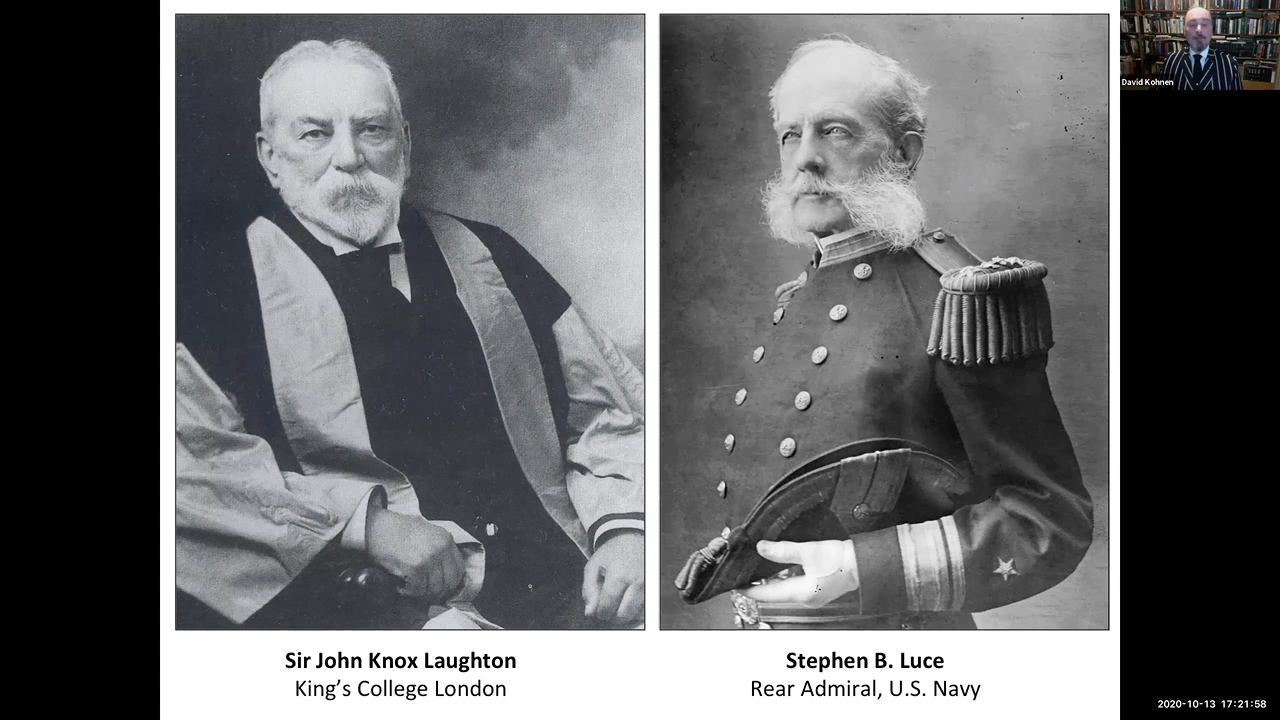 David Kohnen
Sir John Knox Laughton
King's College London
Stephen B. Luce
Rear Admiral, U.S. Navy
2020-10-13 17:21:58